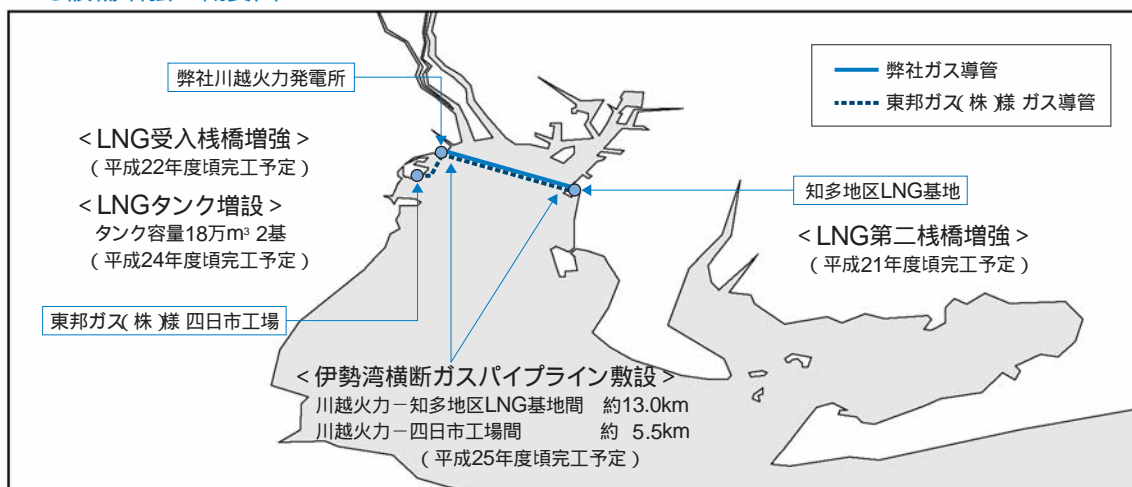 弊社川越火力発電所
弊社ガス導管
東邦ガス(株)様 ガス導管
<LNG受入桟橋増強>
(平成22年度頃完工予定)
<LNGタンク増設>
タンク容量18万m³ 2基
(平成24年度頃完工予定)
知多地区LNG基地
<LNG第二桟橋増強>
(平成21年度頃完工予定)
東邦ガス(株)様 四日市工場
<伊勢湾横断ガスパイプライン敷設>
川越火力-知多地区LNG基地間 約13.0km
川越火力-四日市工場間 約 5.5km
(平成25年度頃完工予定)